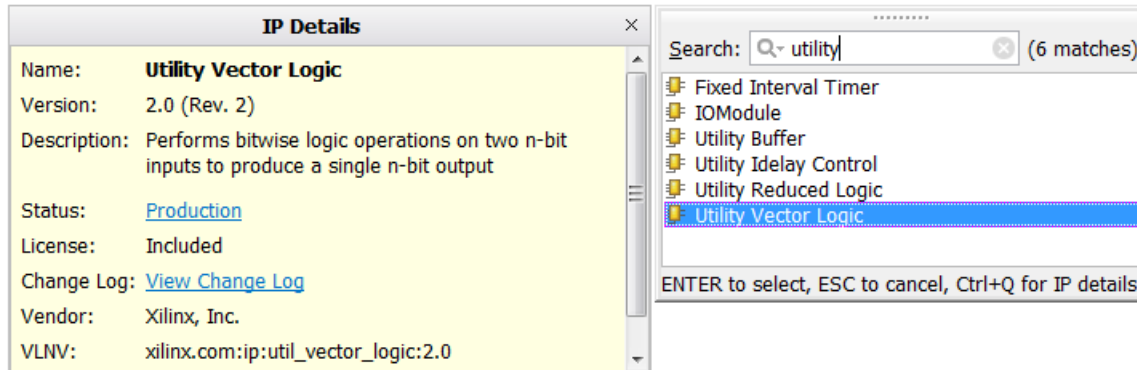 IP Details
Name: Utility Vector Logic
Version: 2.0 (Rev. 2)
Description: Performs bitwise logic operations on two n-bit
inputs to produce a single n-bit output
Status: Production
License: Included
Change Log: View Change Log
Vendor: Xilinx, Inc.
VLNV: xilinx.com:ip:util_vector_logic:2.0
Search: utility (6 matches)
Fixed Interval Timer
IOModule
Utility Buffer
Utility Idelay Control
Utility Reduced Logic
Utility Vector Logic
ENTER to select, ESC to cancel, Ctrl+Q for IP details